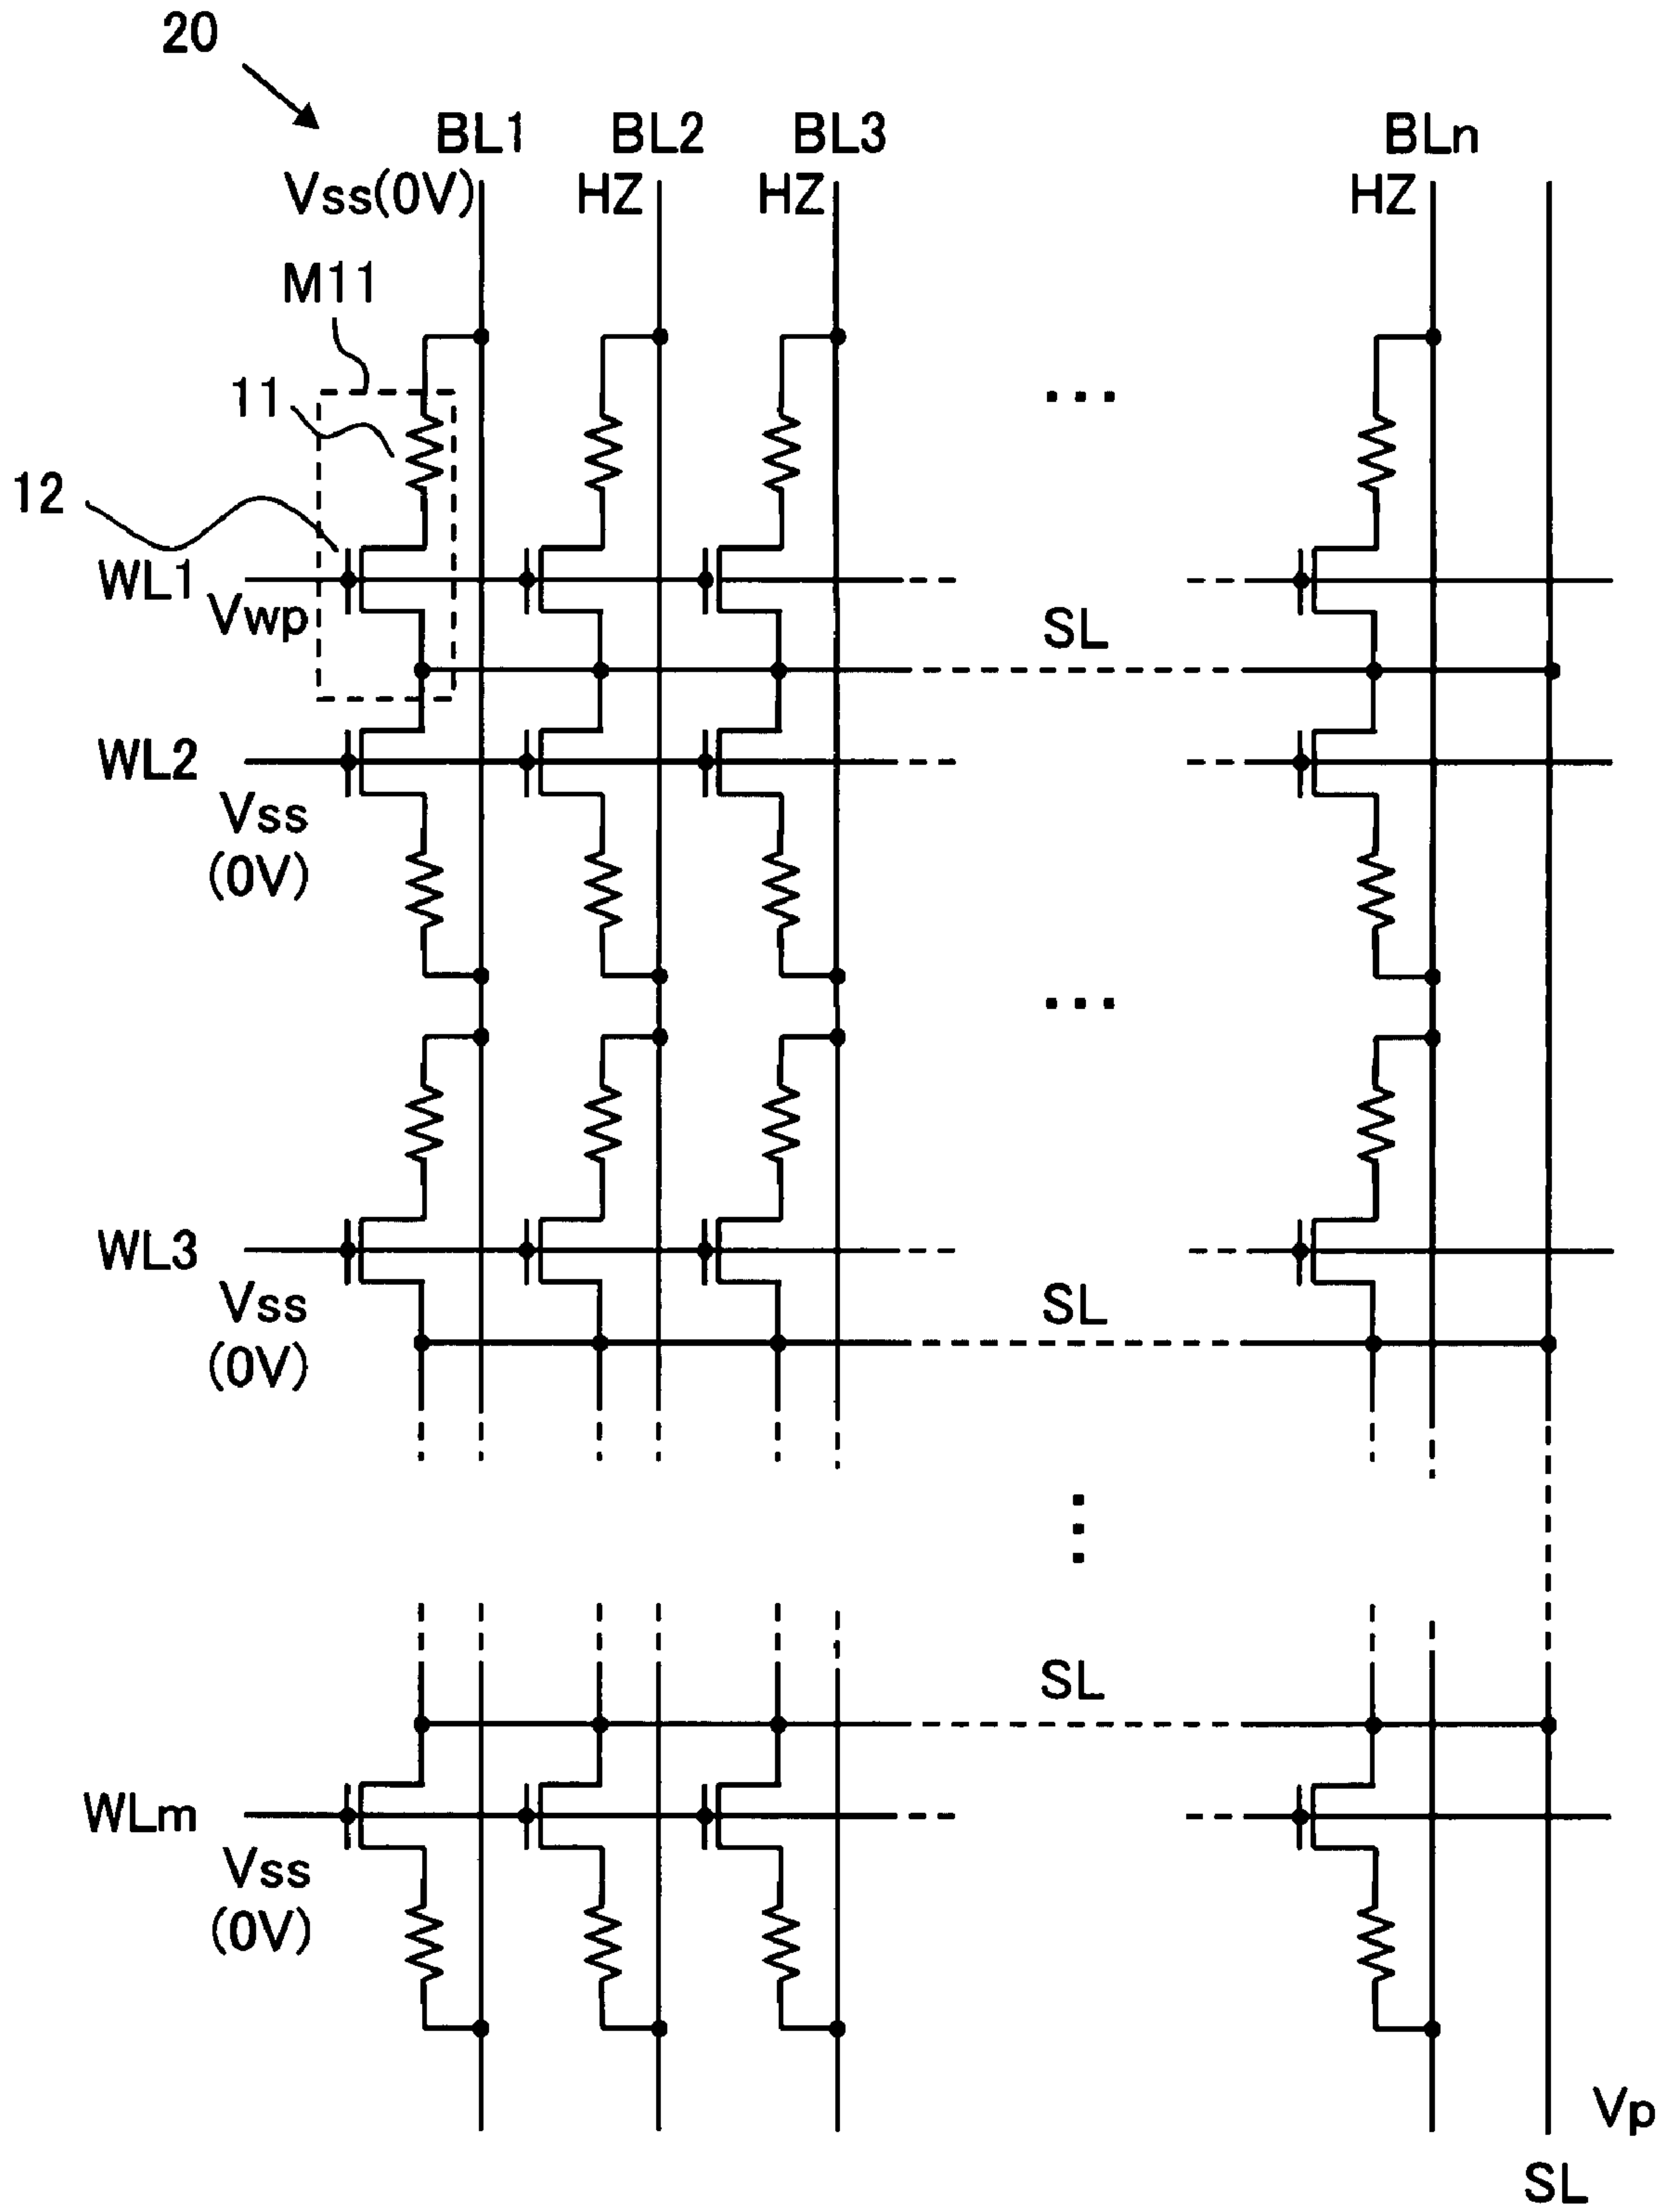 20
BL1 BL2 BL3 BLn
Vss(0V) HZ HZ HZ
M11
11
12
WL1
Vwp
SL
WL2
Vss
(0V)
WL3
Vss
(0V)
SL
SL
WLm
Vss
(0V)
Vp
SL